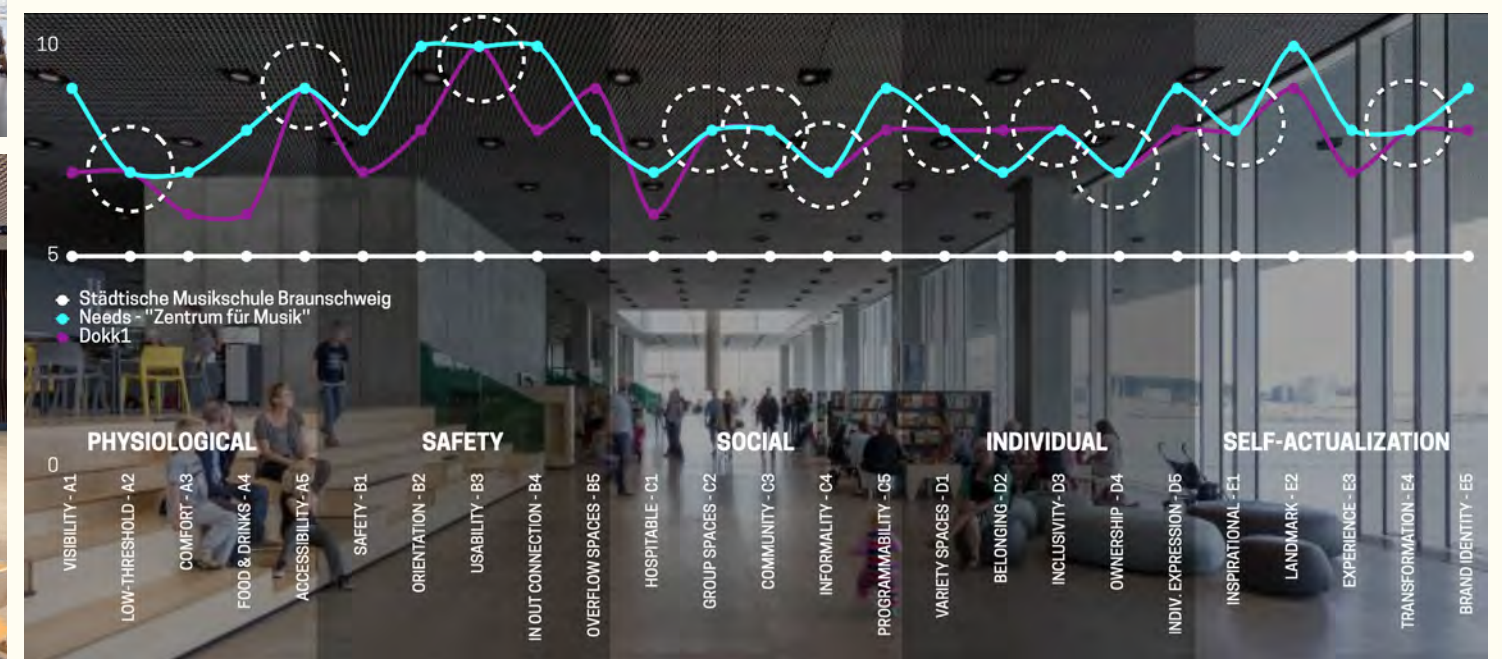 10
5
Städtische Musikschule Braunschweig
Needs - "Zentrum für Musik"
Dokk1
PHYSIOLOGICAL
SAFETY
SOCIAL
INDIVIDUAL
SELF-ACTUALIZATION
0
VISIBILITY - A1
LOW-THRESHOLD - A2
COMFORT - A3
FOOD & DRINKS - A4
ACCESSIBILITY - A5
SAFETY - B1
ORIENTATION - B2
USABILITY - B3
IN OUT CONNECTION - B4
OVERFLOW SPACES - B5
HOSPITABLE - C1
GROUP SPACES - C2
COMMUNITY - C3
INFORMALITY - C4
PROGRAMMABILITY - C5
VARIETY SPACES - D1
BELONGING - D2
INCLUSIVITY- D3
OWNERSHIP - D4
INDIV. EXPRESSION - D5
INSPIRATIONAL - E1
LANDMARK - E2
EXPERIENCE - E3
TRANSFORMATION - E4
BRAND IDENTITY - E5